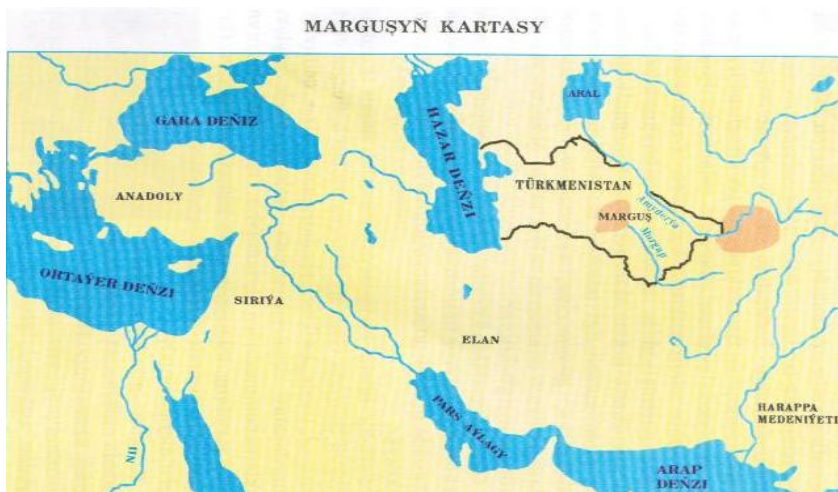 MARGUŞYŇ KARTASY
GARA DEŇIZ
HAZAR DEŇZI
ARAL
ANADOLY
TÜRKMENISTAN
Amyderýa
MARGUŞ
Murgap
ORTAÝER DEŇZI
SIRIÝA
ELAN
PARS AÝLAGY
HARAPPA
MEDENIÝETI
Nil
ARAP
DEŇZI